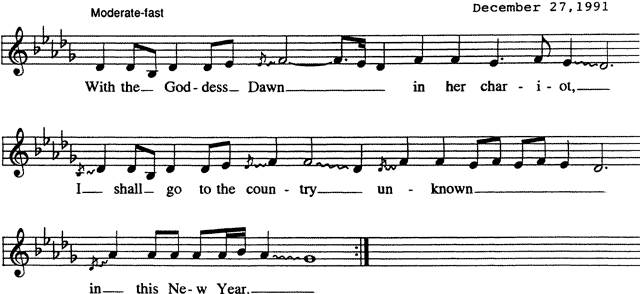 December 27,1991
Moderate-fast
With the God-dess Dawn in her char-i-ot,
I shall go to the coun-try un-known
in this Ne-w Year.